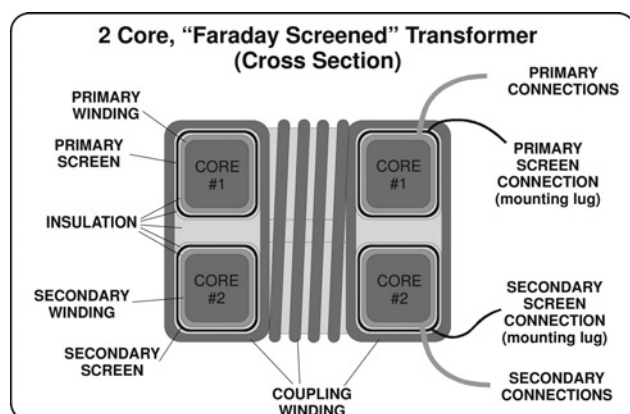 2 Core, “Faraday Screened” Transformer
(Cross Section)
PRIMARY
WINDING
PRIMARY
SCREEN
INSULATION
SECONDARY
WINDING
SECONDARY
SCREEN
CORE
#1
CORE
#2
CORE
#1
CORE
#2
COUPLING
WINDING
PRIMARY
CONNECTIONS
PRIMARY
SCREEN
CONNECTION
(mounting lug)
SECONDARY
SCREEN
CONNECTION
(mounting lug)
SECONDARY
CONNECTIONS